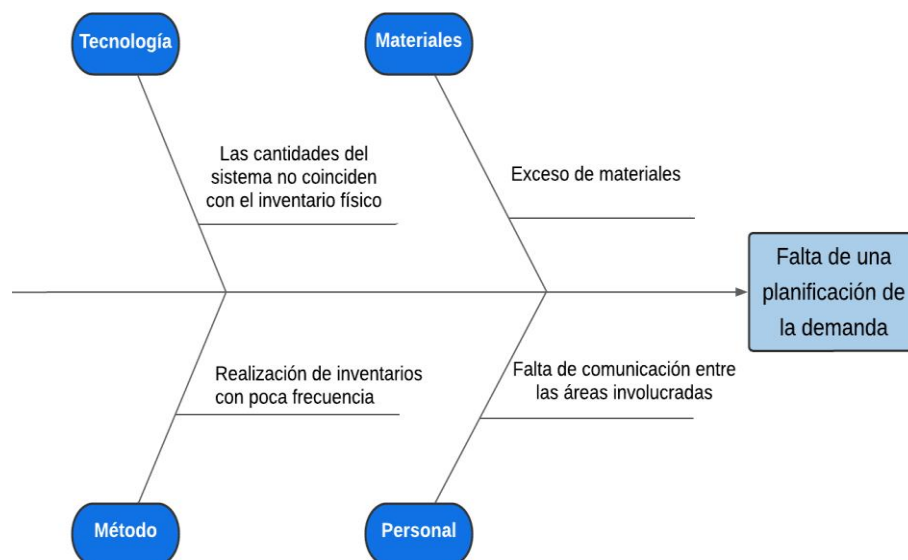 Tecnología
Materiales
Las cantidades del
sistema no coinciden
con el inventario físico
Exceso de materiales
Falta de una
planificación de
la demanda
Realización de inventarios
con poca frecuencia
Falta de comunicación entre
las áreas involucradas
Método
Personal